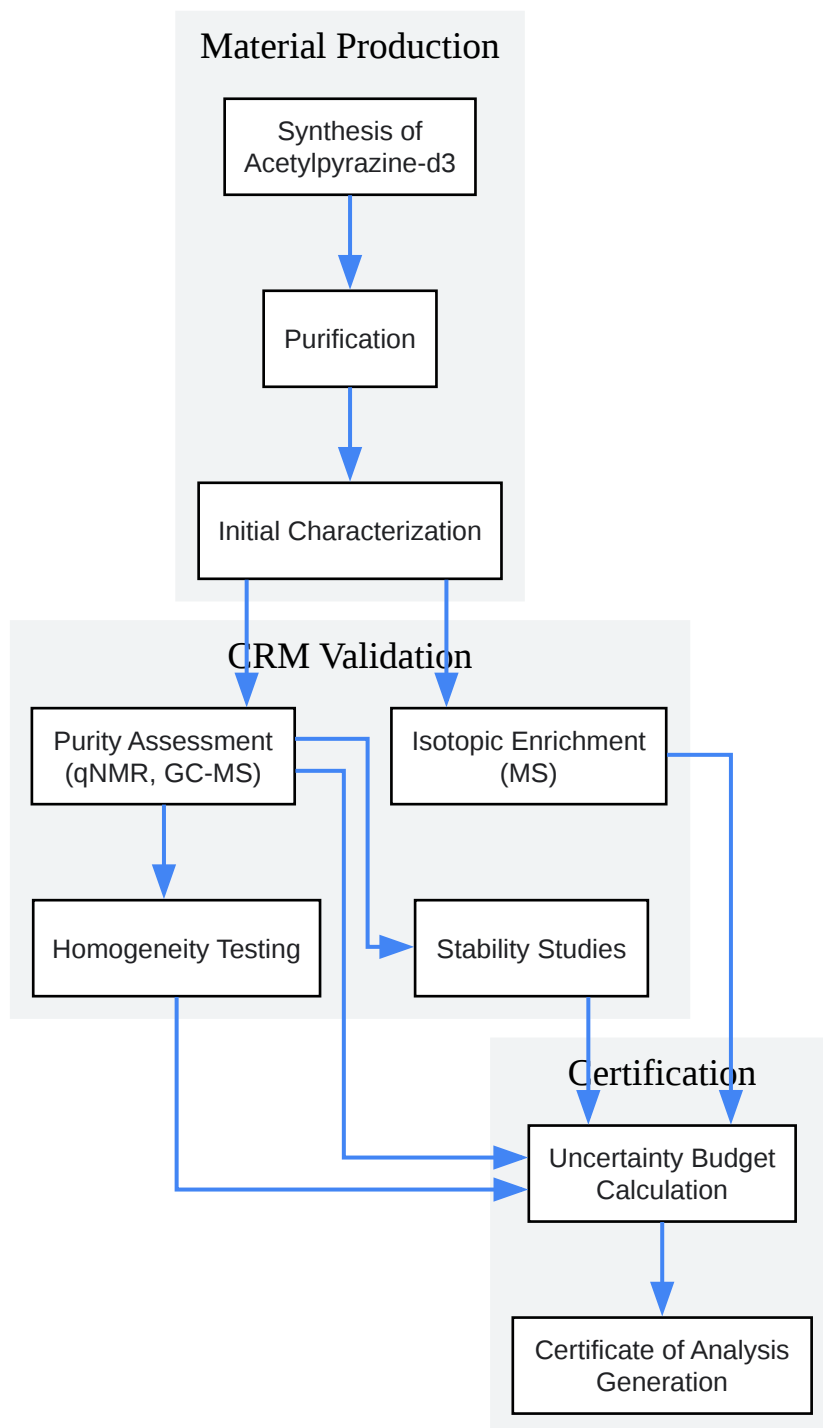 Material Production
Synthesis of
Acetylpyrazine-d3
Purification
Initial Characterization
CRM Validation
Purity Assessment
(qNMR, GC-MS)
Isotopic Enrichment
(MS)
Homogeneity Testing
Stability Studies
Certification
Uncertainty Budget
Calculation
Certificate of Analysis
Generation